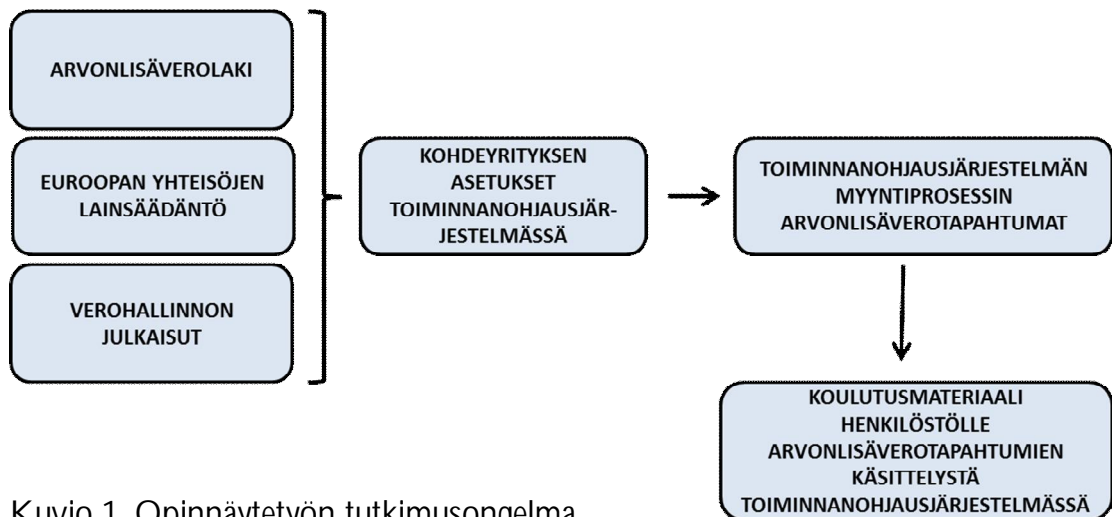 ARVONLISÄVEROLAKI
EUROOPAN YHTEISÖJEN
LAINSÄÄDÄNTÖ
VEROHALLINNON
JULKAISUT
KOHDEYRITYKSEN
ASETUKSET
TOIMINNANOHJAUSJÄR-
JESTELMÄSSÄ
TOIMINNANOHJAUSJÄRJESTELMÄN
MYYNTIPROSESSIN
ARVONLISÄVEROTAPAHTUMAT
KOULUTUSMATERIAALI
HENKILÖSTÖLLE
ARVONLISÄVEROTAPAHTUMIEN
KÄSITTELYSTÄ
TOIMINNANOHJAUSJÄRJESTELMÄSSÄ
Kuvio 1. Opinnäytetyön tutkimusongelma